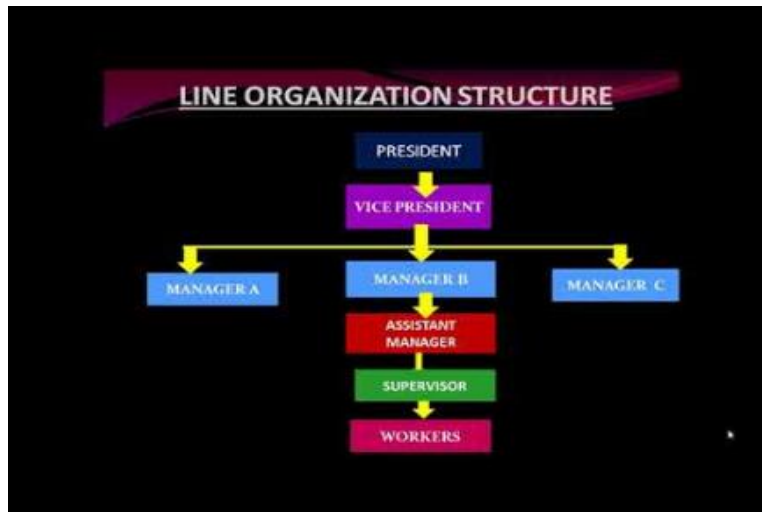 LINE ORGANIZATION STRUCTURE
PRESIDENT
VICE PRESIDENT
MANAGER A
MANAGER B
MANAGER C
ASSISTANT
MANAGER
SUPERVISOR
WORKERS